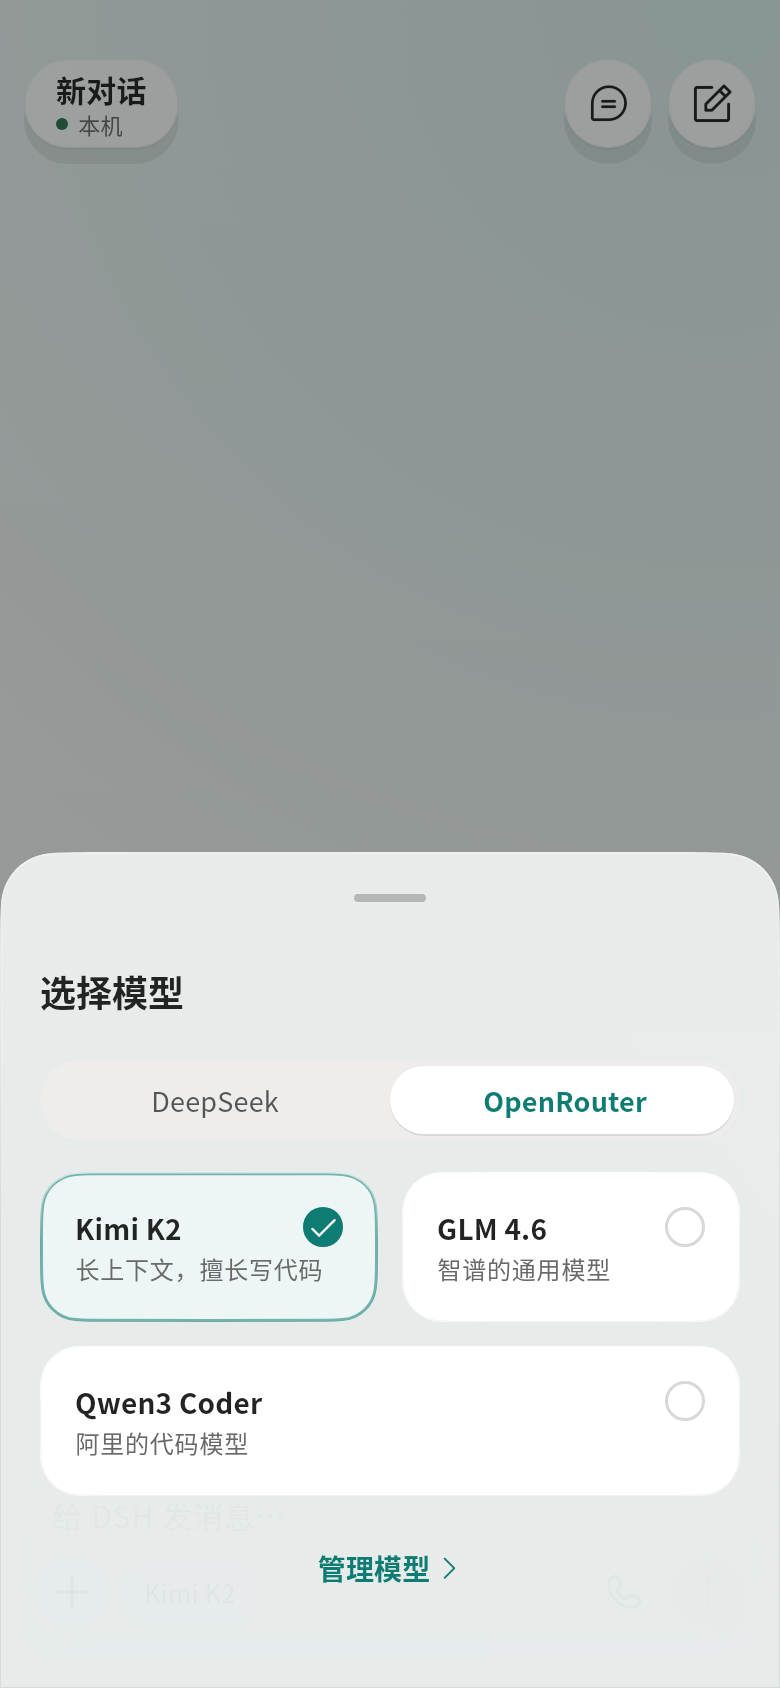 新对话
本机
选择模型
DeepSeek
OpenRouter
Kimi K2
长上下文，擅长写代码
GLM 4.6
智谱的通用模型
Qwen3 Coder
阿里的代码模型
给 DSH 发消息…
管理模型
Kimi K2